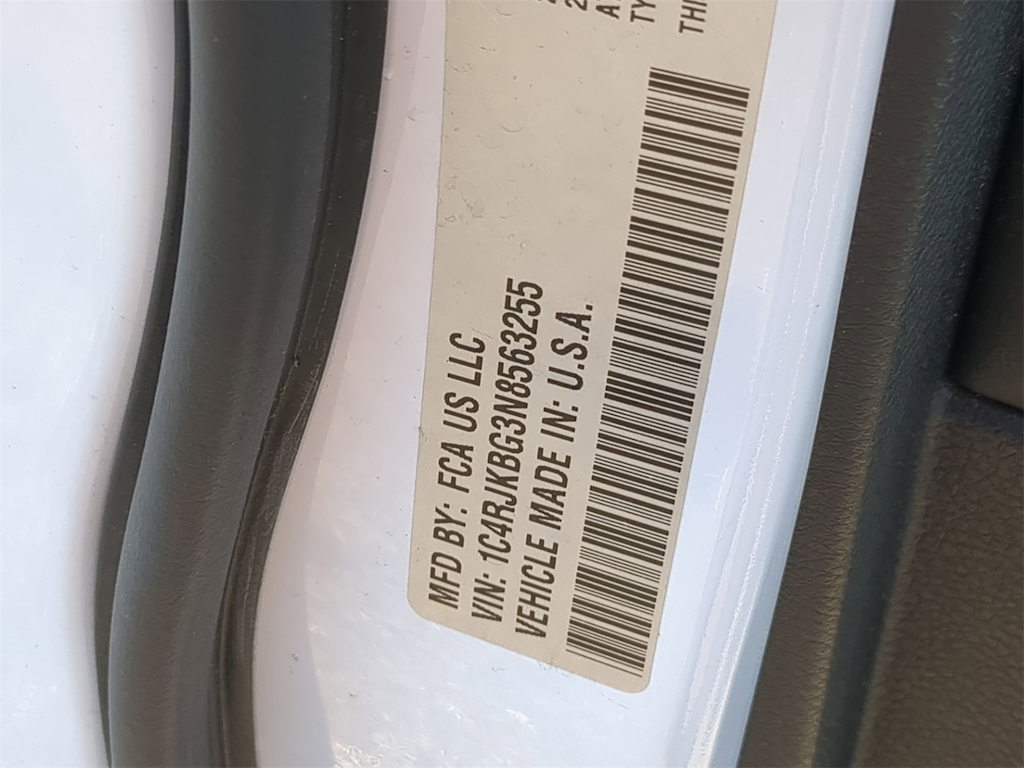 MFD BY: FCA US LLC
VIN: 1C4RJKBG3N8563255
VEHICLE MADE IN: U.S.A.